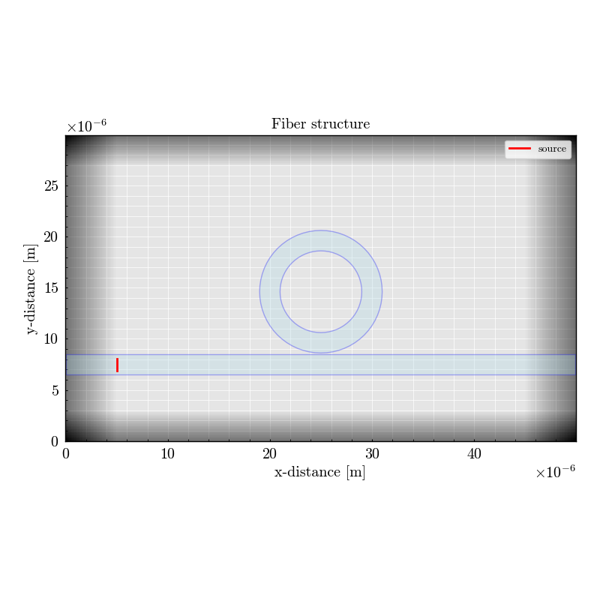 Fiber structure
×10⁻⁶
source
25
20
15
10
5
0
y-distance [m]
0 10 20 30 40
x-distance [m]
×10⁻⁶